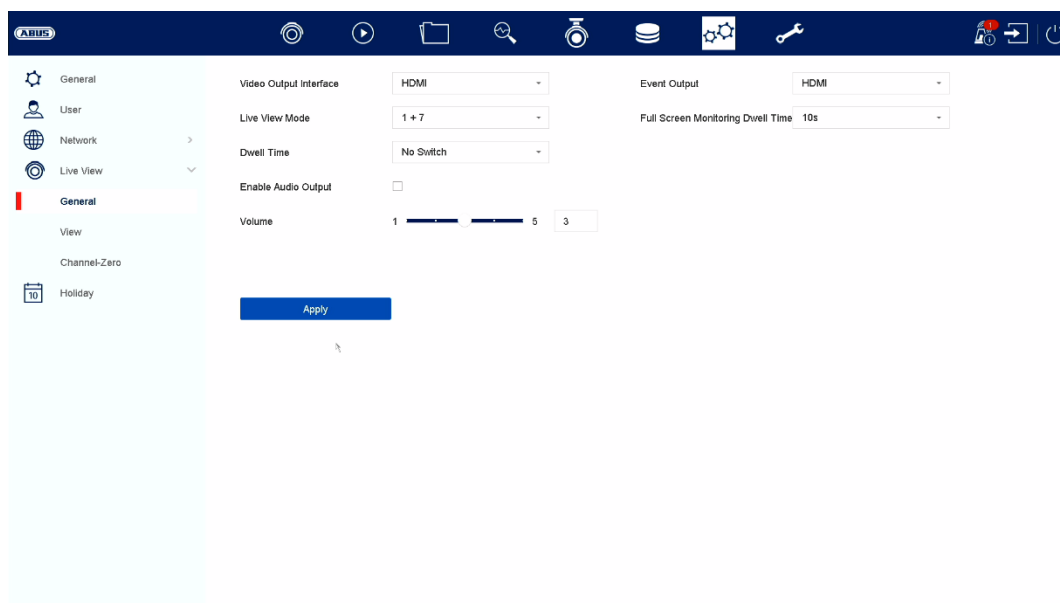 ABUS
1
General
User
Network
Live View
General
View
Channel-Zero
10 Holiday
Video Output Interface HDMI Event Output HDMI
Live View Mode 1 + 7 Full Screen Monitoring Dwell Time 10s
Dwell Time No Switch
Enable Audio Output
Volume 1 5 3
Apply